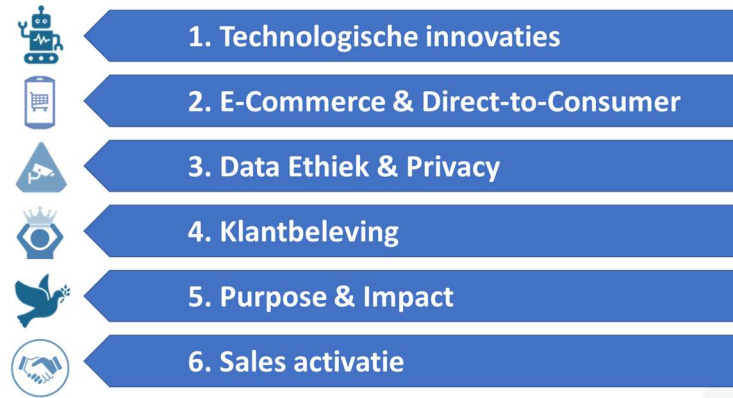 1. Technologische innovaties
2. E-Commerce & Direct-to-Consumer
3. Data Ethiek & Privacy
4. Klantbeleving
5. Purpose & Impact
6. Sales activatie